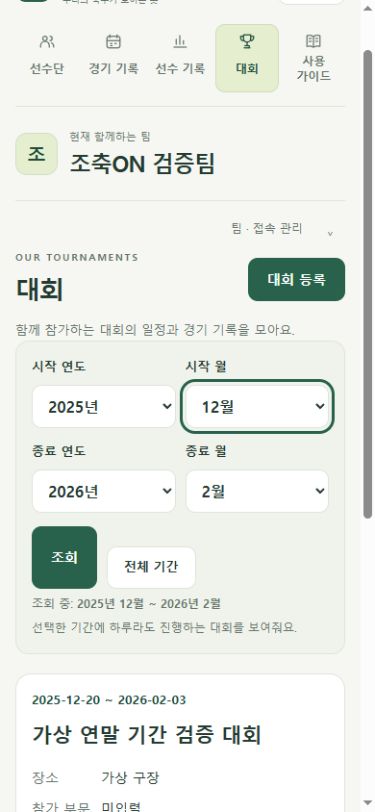 선수단
경기 기록
선수 기록
대회
사용
가이드
현재 함께하는 팀
조
조축ON 검증팀
팀 · 접속 관리
OUR TOURNAMENTS
대회
대회 등록
함께 참가하는 대회의 일정과 경기 기록을 모아요.
시작 연도
시작 월
2025년
12월
종료 연도
종료 월
2026년
2월
조회
전체 기간
조회 중: 2025년 12월 ~ 2026년 2월
선택한 기간에 하루라도 진행하는 대회를 보여줘요.
2025-12-20 ~ 2026-02-03
가상 연말 기간 검증 대회
장소 가상 구장
참가 부문 미입력